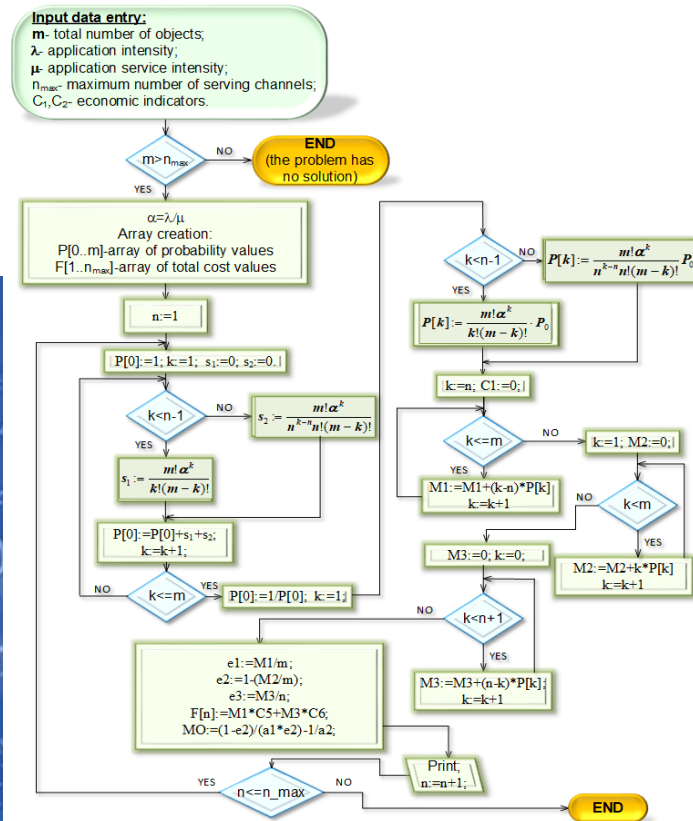 Input data entry:
m- total number of objects;
λ- application intensity;
μ- application service intensity;
n_max- maximum number of serving channels;
C₁,C₂- economic indicators.
m>n_max
NO
END
(the problem has
no solution)
YES
α=λ/μ
Array creation:
P[0..m]-array of probability values
F[1..n_max]-array of total cost values
n:=1
P[0]:=1; k:=1; s₁:=0; s₂:=0.
k<n-1
NO
s₂ := m!α^k / n^(k-n) n!(m-k)!
YES
s₁ := m!α^k / k!(m-k)!
P[0]:=P[0]+s₁+s₂;
k:=k+1;
NO
k<=m
YES
P[0]:=1/P[0]; k:=1;
k<n-1
NO
P[k]:= m!α^k / n^(k-n) n!(m-k)! P₀
YES
P[k]:= m!α^k / k!(m-k)! · P₀
k:=n; C1:=0;
k<=m
NO
k:=1; M2:=0;
YES
M1:=M1+(k-n)*P[k]
k:=k+1
NO
k<m
YES
M2:=M2+k*P[k]
k:=k+1
M3:=0; k:=0;
NO
k<n+1
YES
M3:=M3+(n-k)*P[k];
k:=k+1
e1:=M1/m;
e2:=1-(M2/m);
e3:=M3/n;
F[n]:=M1*C5+M3*C6;
MO:=(1-e2)/(a1*e2)-1/a2;
Print;
n:=n+1;
YES
n<=n_max
NO
END